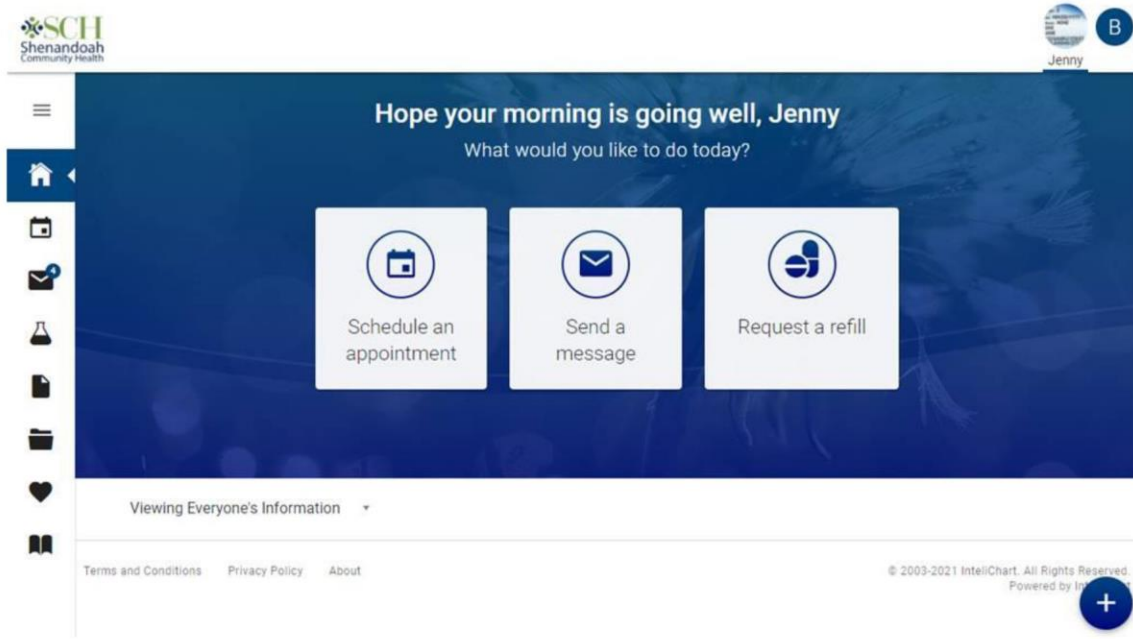 SCH
Shenandoah
Community Health
B
Jenny
Hope your morning is going well, Jenny
What would you like to do today?
4
Schedule an
appointment
Send a
message
Request a refill
Viewing Everyone's Information
Terms and Conditions Privacy Policy About
© 2003-2021 InteliChart. All Rights Reserved.
Powered by
+